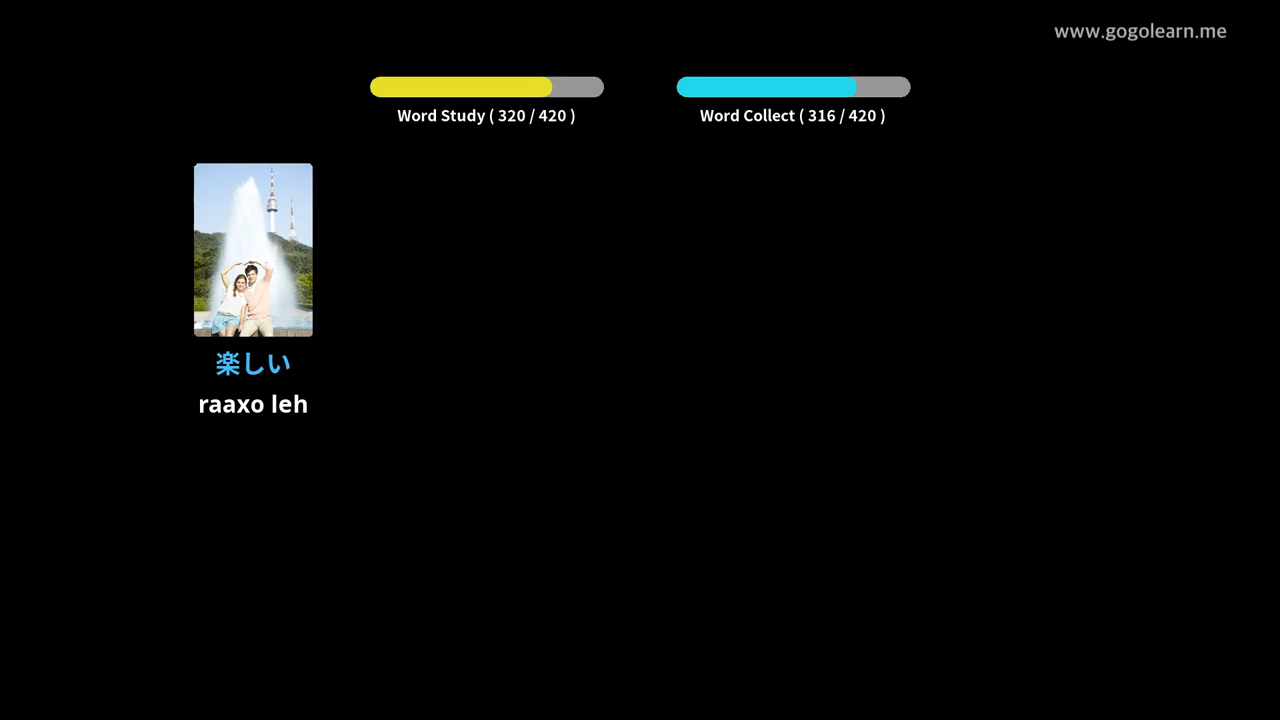 www.gogolearn.me
Word Study ( 320 / 420 )
Word Collect ( 316 / 420 )
楽しい
raaxo leh